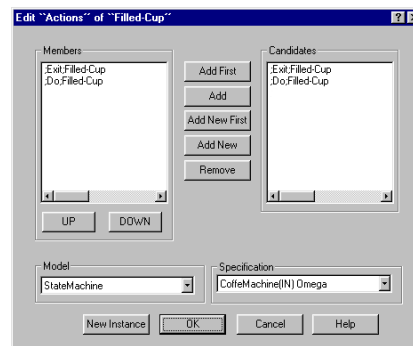 Edit ``Actions´´ of ``Filled-Cup´´
Members
;Exit;Filled-Cup
;Do;Filled-Cup
UP
DOWN
Add First
Add
Add New First
Add New
Remove
Candidates
;Exit;Filled-Cup
;Do;Filled-Cup
Model
StateMachine
Specification
CoffeMachine(IN) Omega
New Instance
OK
Cancel
Help